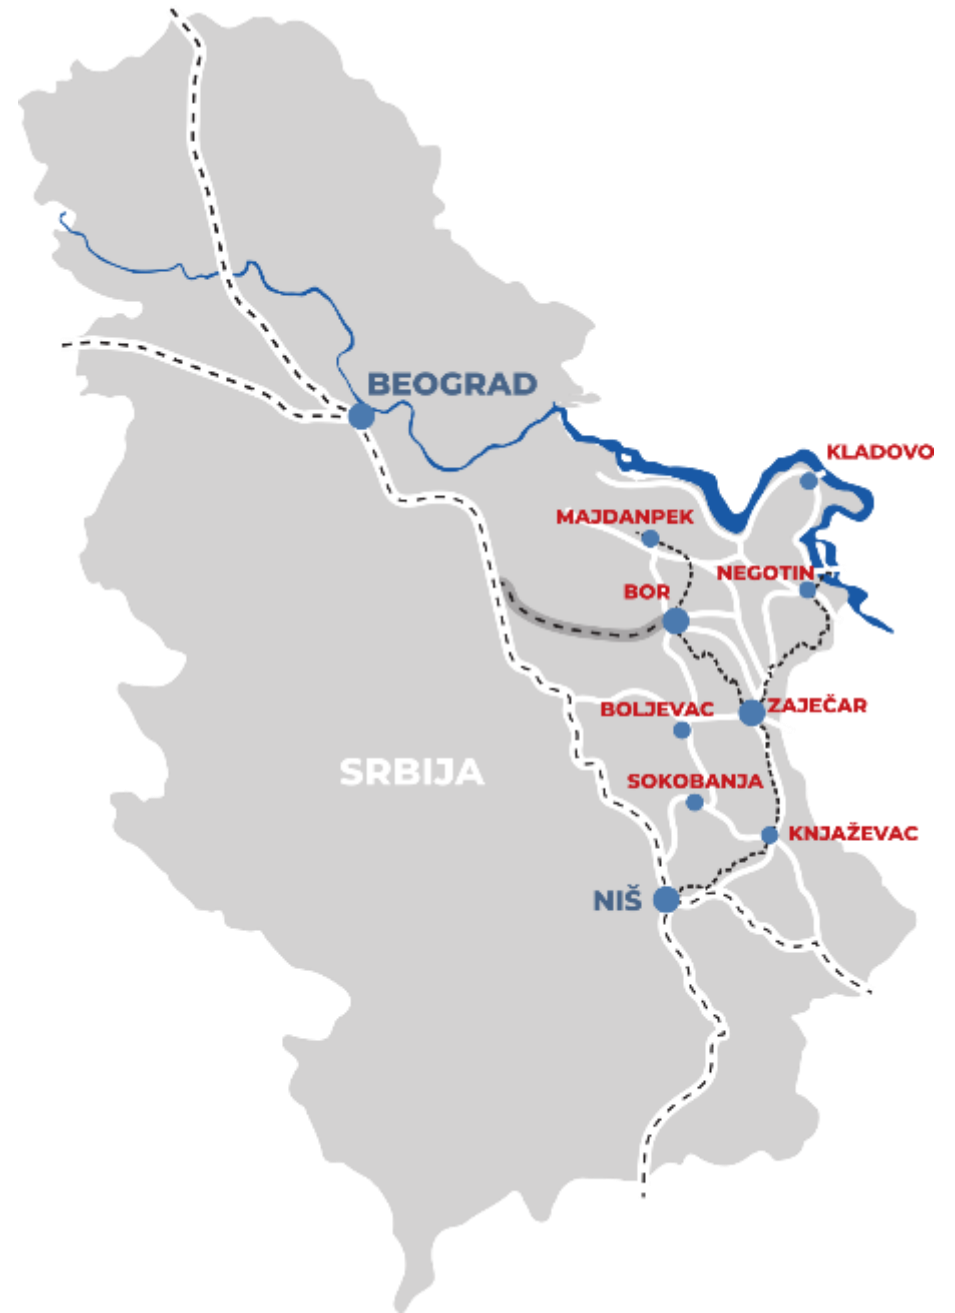 BEOGRAD
KLADOVO
MAJDANPEK
NEGOTIN
BOR
ZAJEČAR
BOLJEVAC
SRBIJA
SOKOBANJA
KNJAŽEVAC
NIŠ